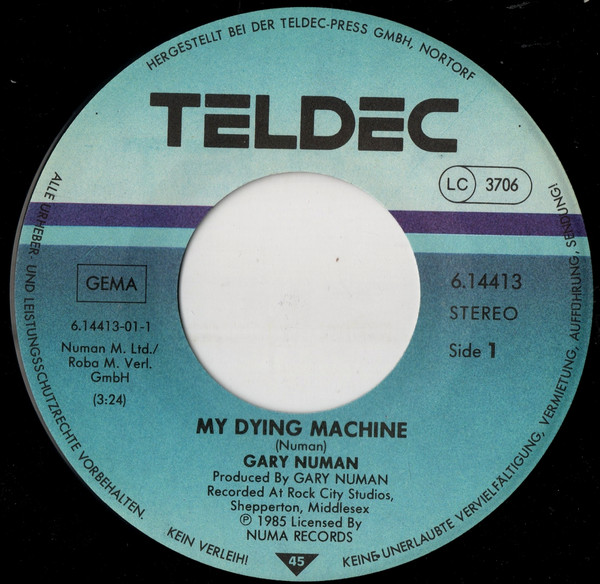 HERGESTELLT BEI DER TELDEC-PRESS GMBH, NORTORF
TELDEC
LC 3706
GEMA
6.14413-01-1
Numan M. Ltd./
Roba M. Verl.
GmbH
(3:24)
6.14413
STEREO
Side 1
MY DYING MACHINE
(Numan)
GARY NUMAN
Produced By GARY NUMAN
Recorded At Rock City Studios,
Shepperton, Middlesex
℗ 1985 Licensed By
NUMA RECORDS
45
ALLE URHEBER- UND LEISTUNGSSCHUTZRECHTE VORBEHALTEN.
KEIN VERLEIH!
KEINE UNERLAUBTE VERVIELFÄLTIGUNG, VERMIETUNG, AUFFÜHRUNG, SENDUNG!